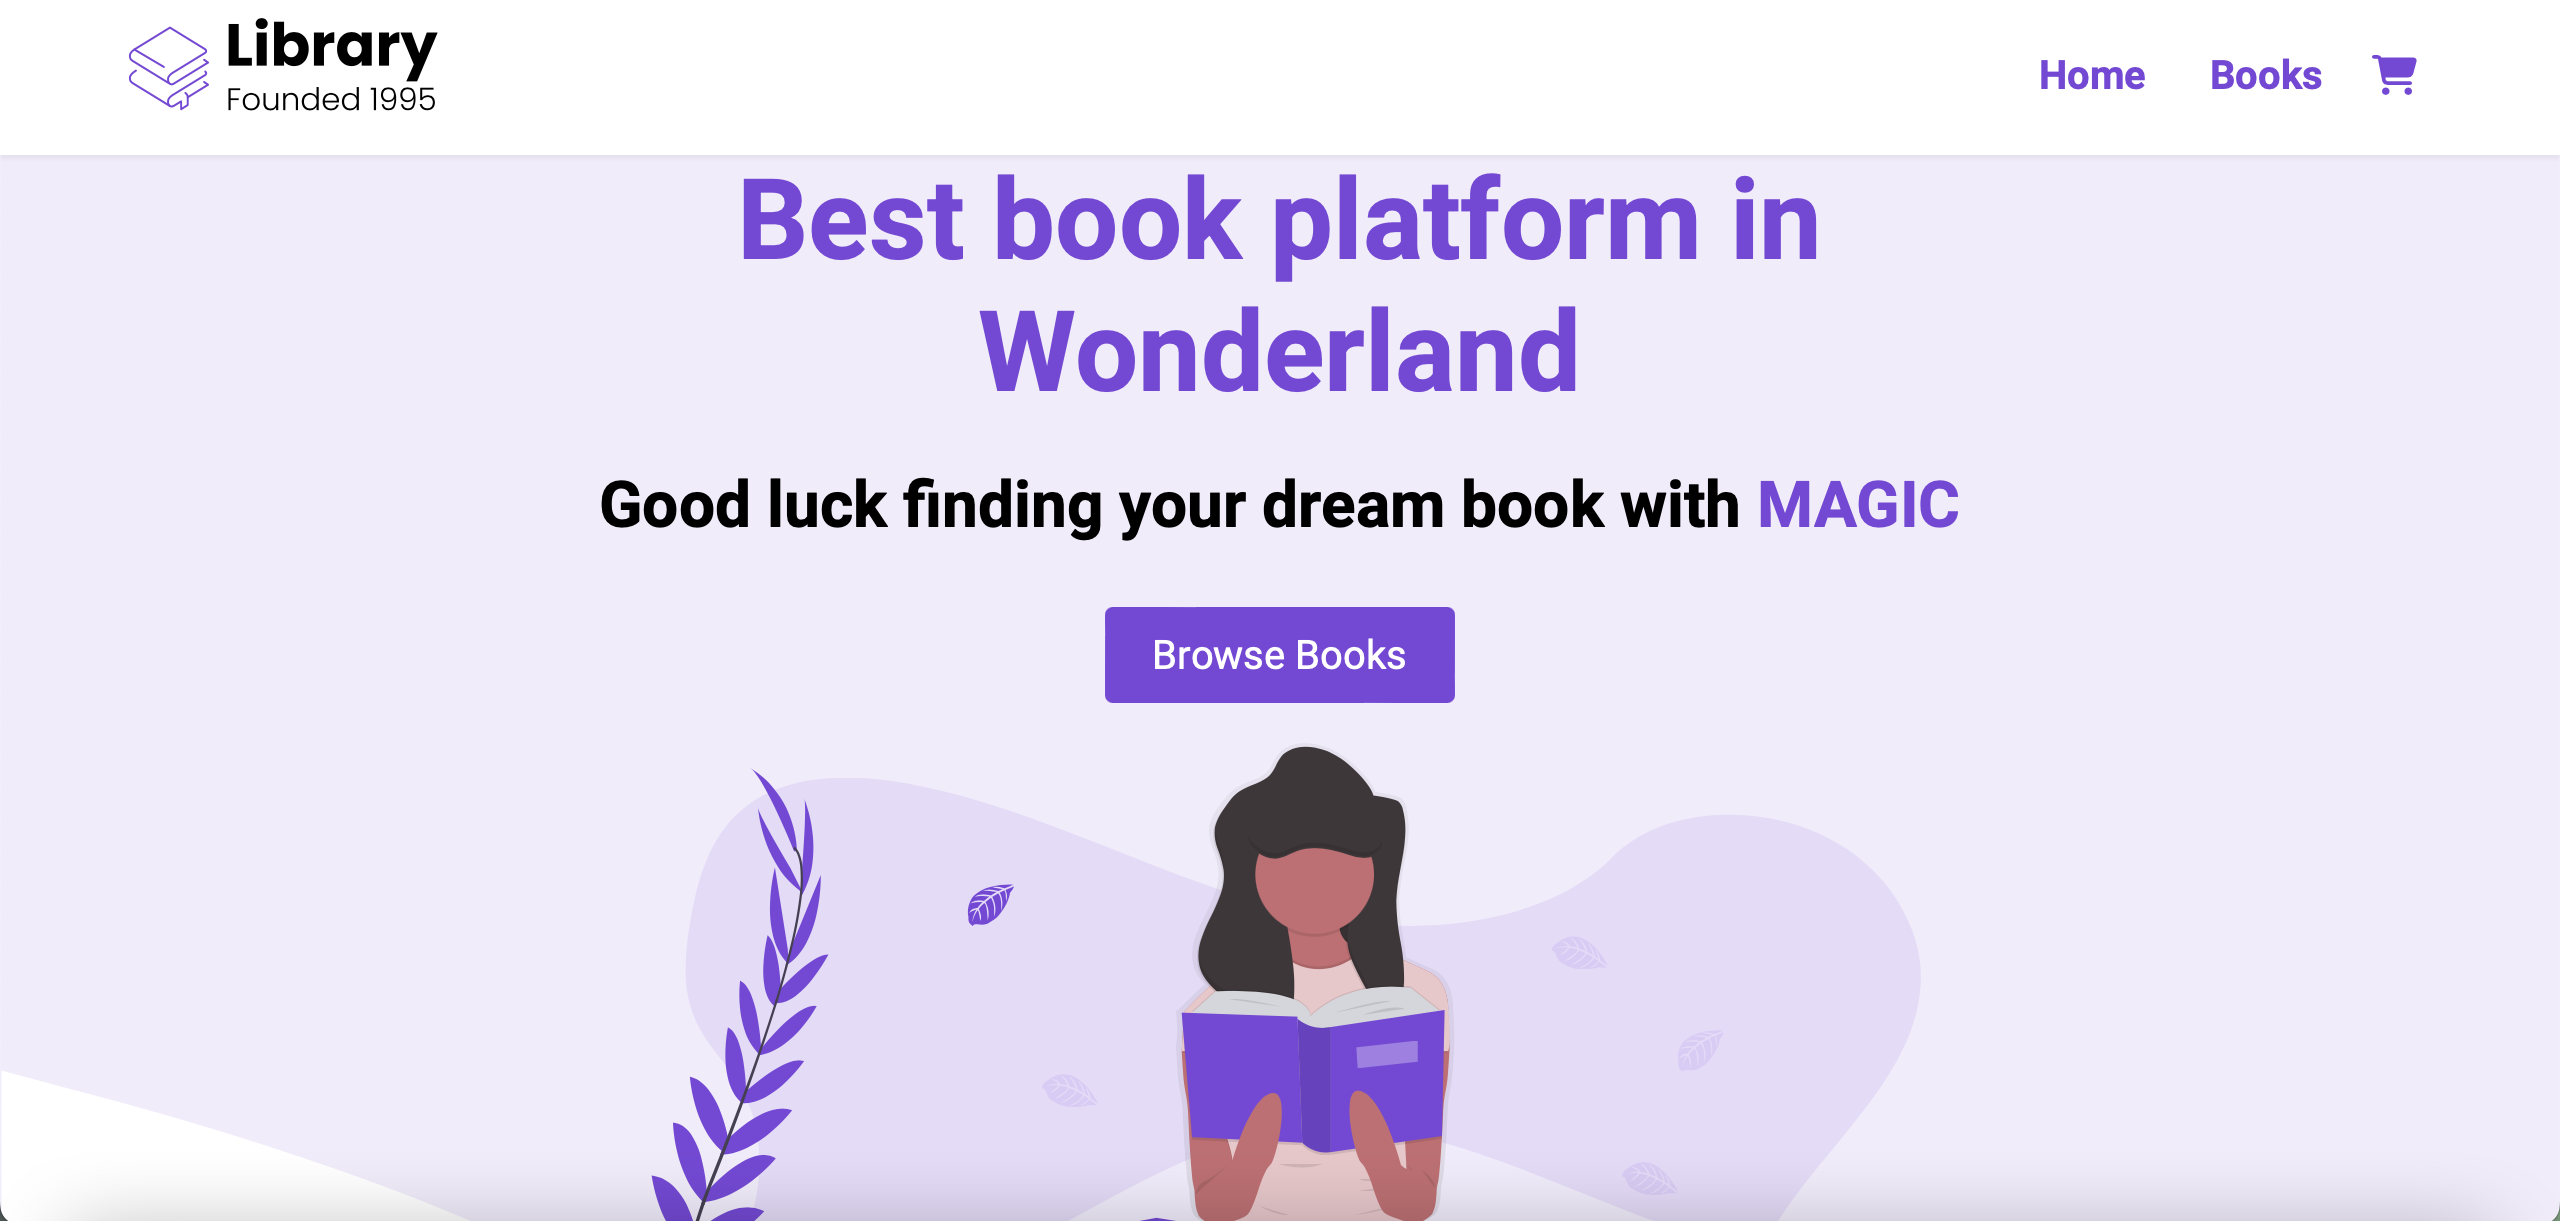 Library
Founded 1995
Home
Books
Best book platform in
Wonderland
Good luck finding your dream book with MAGIC
Browse Books